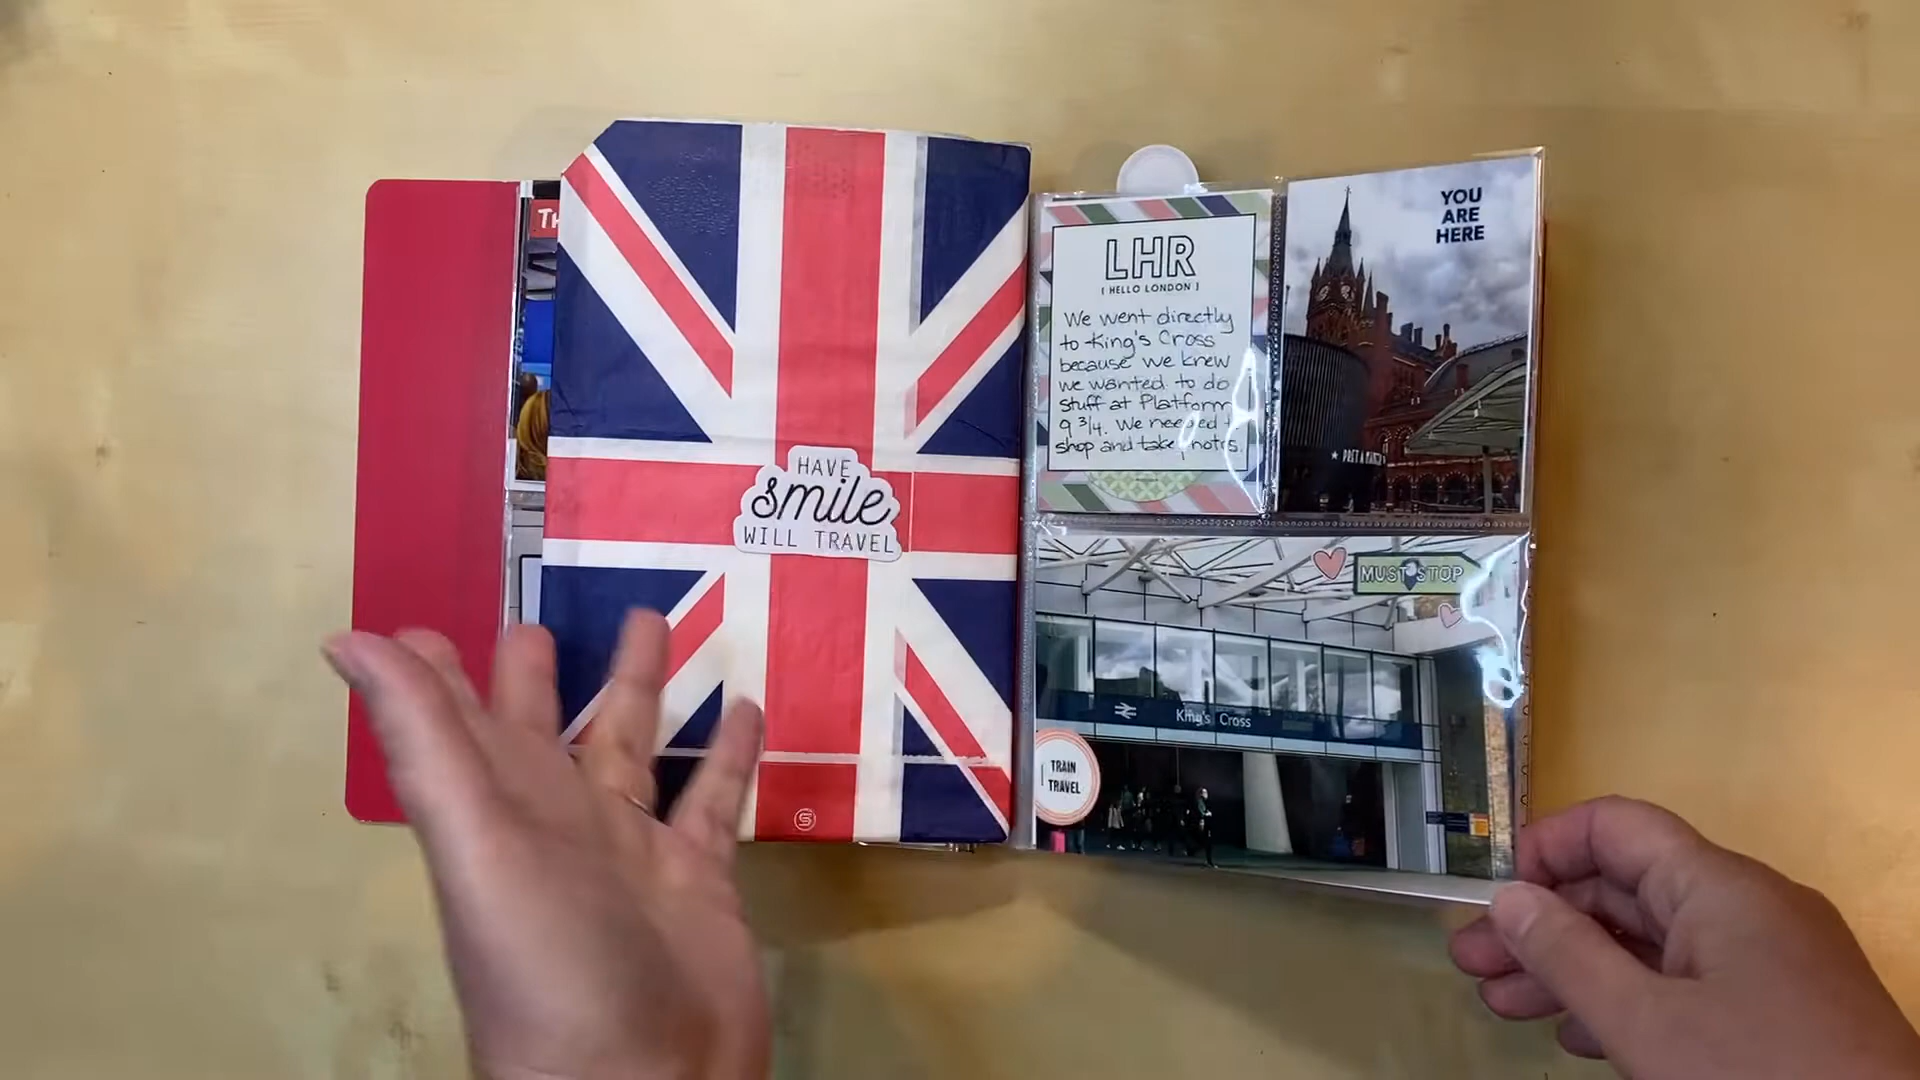 HAVE
smile
WILL TRAVEL
LHR
( HELLO LONDON )
We went directly
to King's Cross
because we knew
we wanted to do
stuff at Platform
9 3/4. We needed
shop and take photos.
YOU
ARE
HERE
PRET A MANGER
MUST STOP
King's Cross
TRAIN
TRAVEL